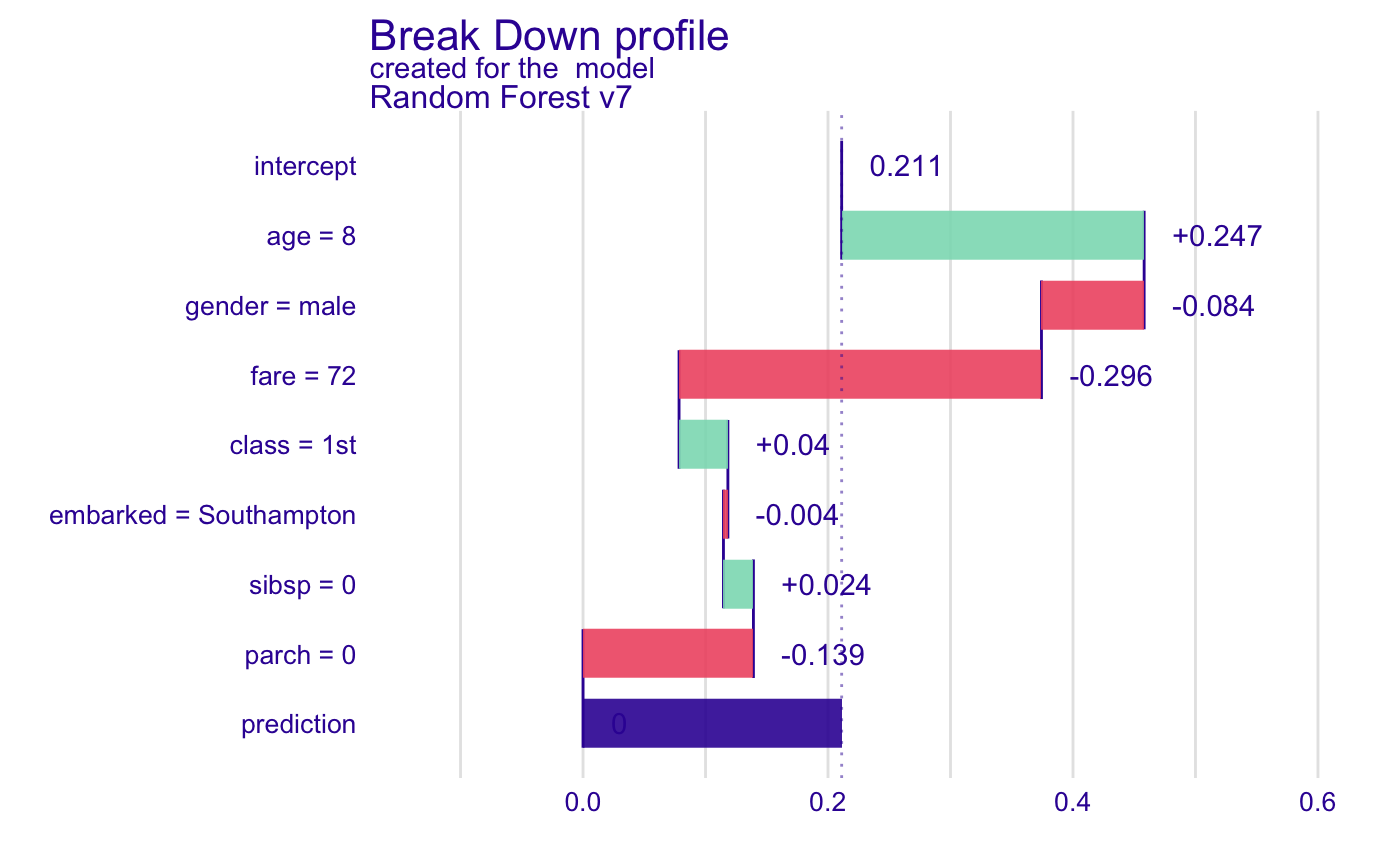 Break Down profile
created for the  model
Random Forest v7
intercept 0.211
age = 8 +0.247
gender = male -0.084
fare = 72 -0.296
class = 1st +0.04
embarked = Southampton -0.004
sibsp = 0 +0.024
parch = 0 -0.139
prediction 0
0.0 0.2 0.4 0.6